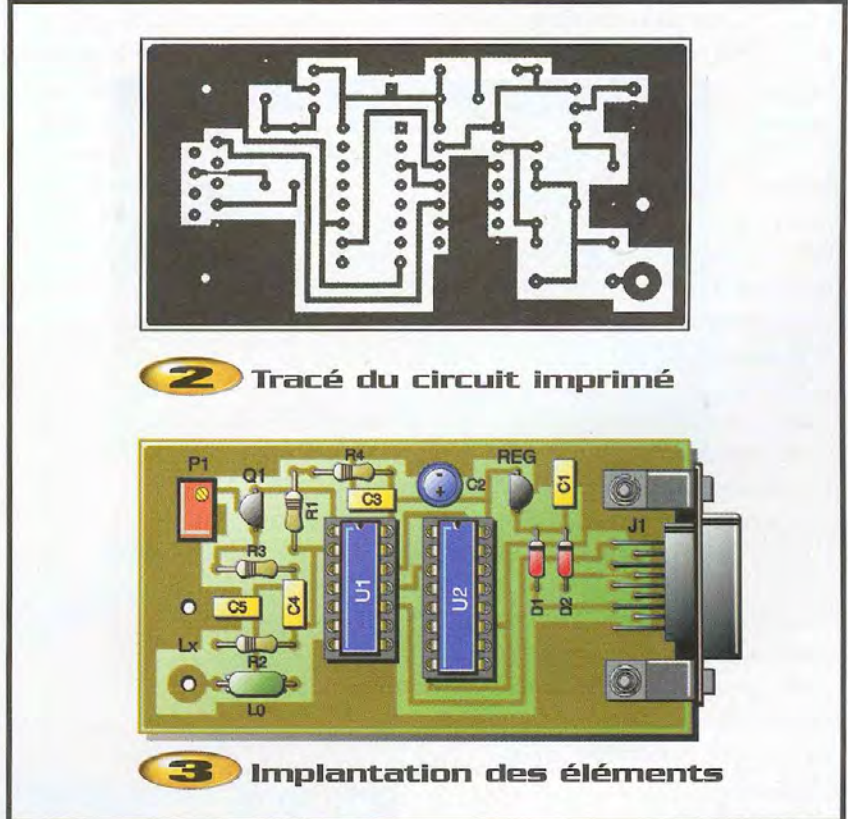 2 Tracé du circuit imprimé
P1
Q1
R4
REG
C2
C1
C3
R1
J1
R3
U1
U2
D1
D2
C5
C4
Lx
R2
L0
3 Implantation des éléments